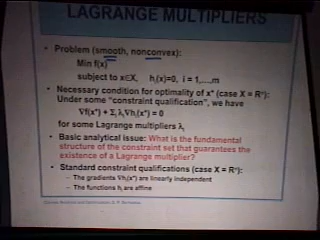 LAGRANGE MULTIPLIERS
• Problem (smooth, nonconvex):
Min f(x)
subject to x∈X, hᵢ(x)=0, i = 1,...,m
• Necessary condition for optimality of x* (case X = Rⁿ):
Under some "constraint qualification", we have
∇f(x*) + Σᵢ λᵢ∇hᵢ(x*) = 0
for some Lagrange multipliers λᵢ
• Basic analytical issue: What is the fundamental
structure of the constraint set that guarantees the
existence of a Lagrange multiplier?
• Standard constraint qualifications (case X = Rⁿ):
– The gradients ∇hᵢ(x*) are linearly independent
– The functions hᵢ are affine